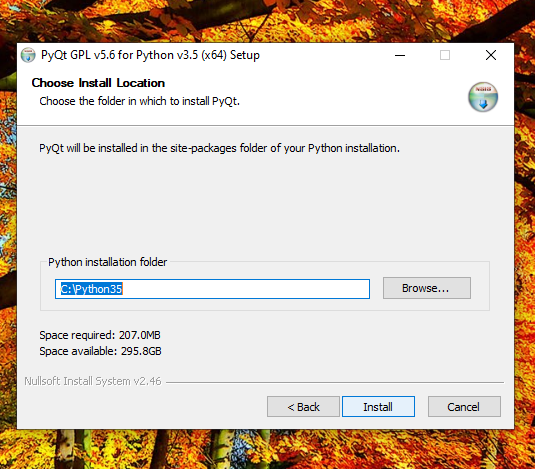 PyQt GPL v5.6 for Python v3.5 (x64) Setup
Choose Install Location
Choose the folder in which to install PyQt.
PyQt will be installed in the site-packages folder of your Python installation.
Python installation folder
C:\Python35
Browse...
Space required: 207.0MB
Space available: 295.8GB
Nullsoft Install System v2.46
< Back
Install
Cancel